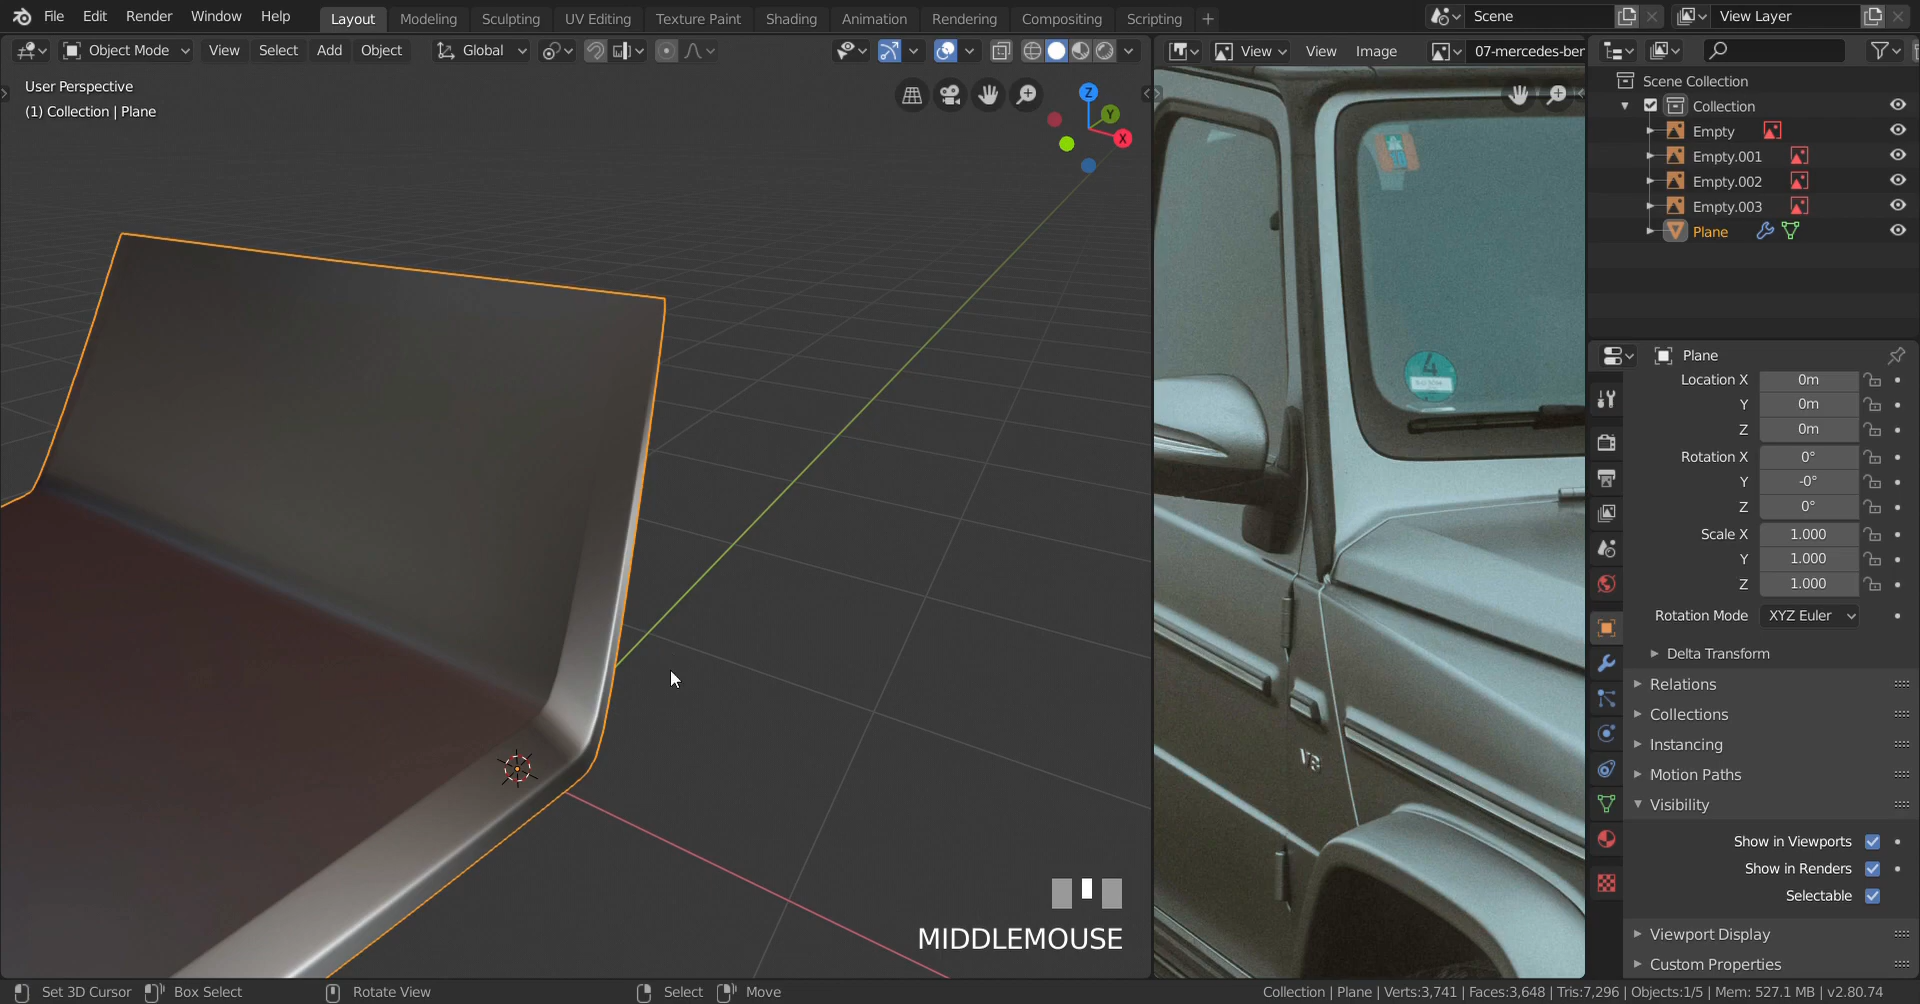 File Edit Render Window Help Layout Modeling Sculpting UV Editing Texture Paint Shading Animation Rendering Compositing Scripting + Scene View Layer
Object Mode View Select Add Object Global View View Image 07-mercedes-ber
User Perspective
(1) Collection | Plane
Z
Y
X
Scene Collection
Collection
Empty
Empty.001
Empty.002
Empty.003
Plane
4
V8
Plane
Location X 0m
Y 0m
Z 0m
Rotation X 0°
Y -0°
Z 0°
Scale X 1.000
Y 1.000
Z 1.000
Rotation Mode XYZ Euler
Delta Transform
Relations
Collections
Instancing
Motion Paths
Visibility
Show in Viewports
Show in Renders
Selectable
Viewport Display
Custom Properties
MIDDLEMOUSE
Set 3D Cursor Box Select Rotate View Select Move Collection | Plane | Verts:3,741 | Faces:3,648 | Tris:7,296 | Objects:1/5 | Mem: 527.1 MB | v2.80.74